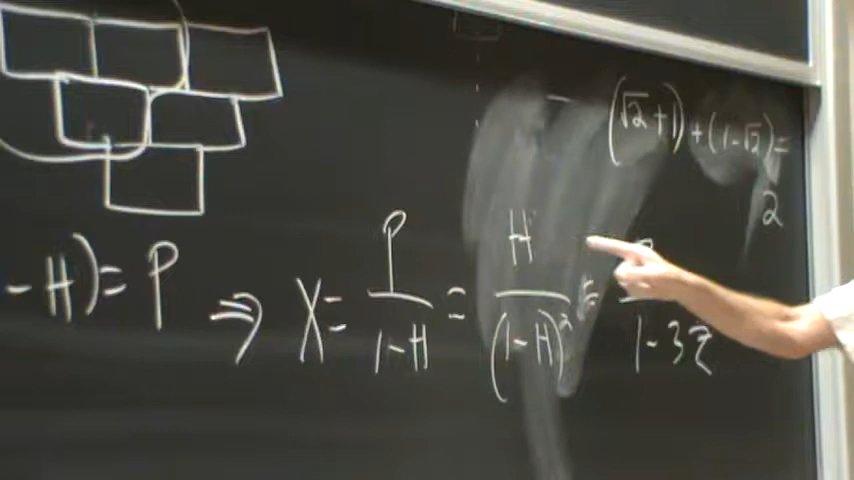 (√2 + 1) + (1 - √2) =
2
- H) = P ⇒ X = P / (1 - H) = H / (1 - H)² = / (1 - 3z)